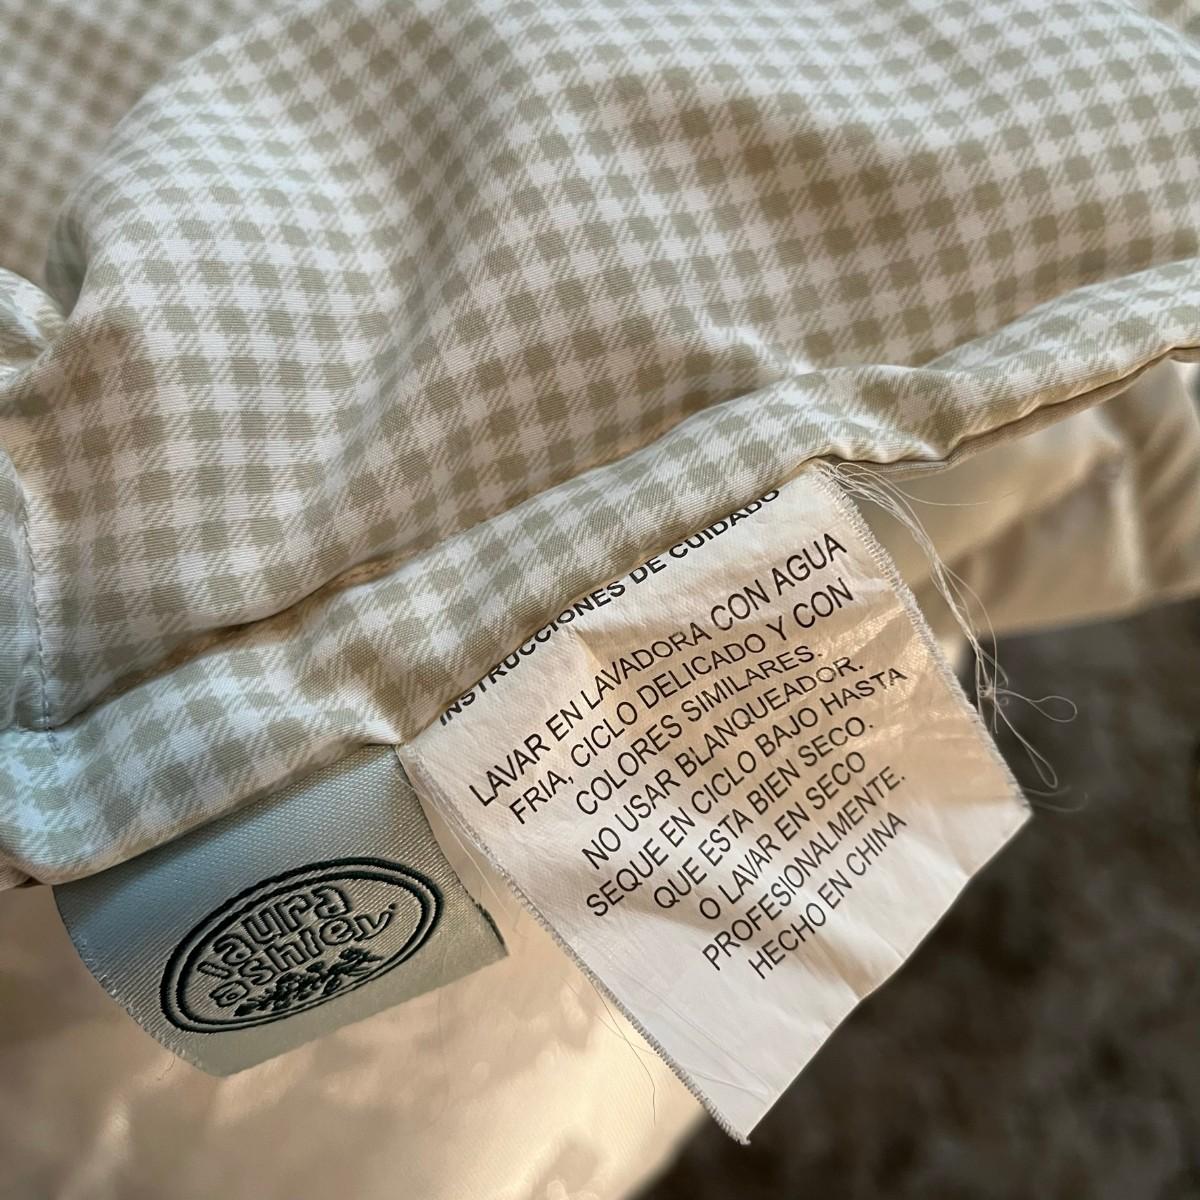 INSTRUCCIONES DE CUIDADO
LAVAR EN LAVADORA CON AGUA
FRIA, CICLO DELICADO Y CON
COLORES SIMILARES.
NO USAR BLANQUEADOR.
SEQUE EN CICLO BAJO HASTA
QUE ESTA BIEN SECO.
O LAVAR EN SECO
PROFESIONALMENTE.
HECHO EN CHINA
laura
ashley